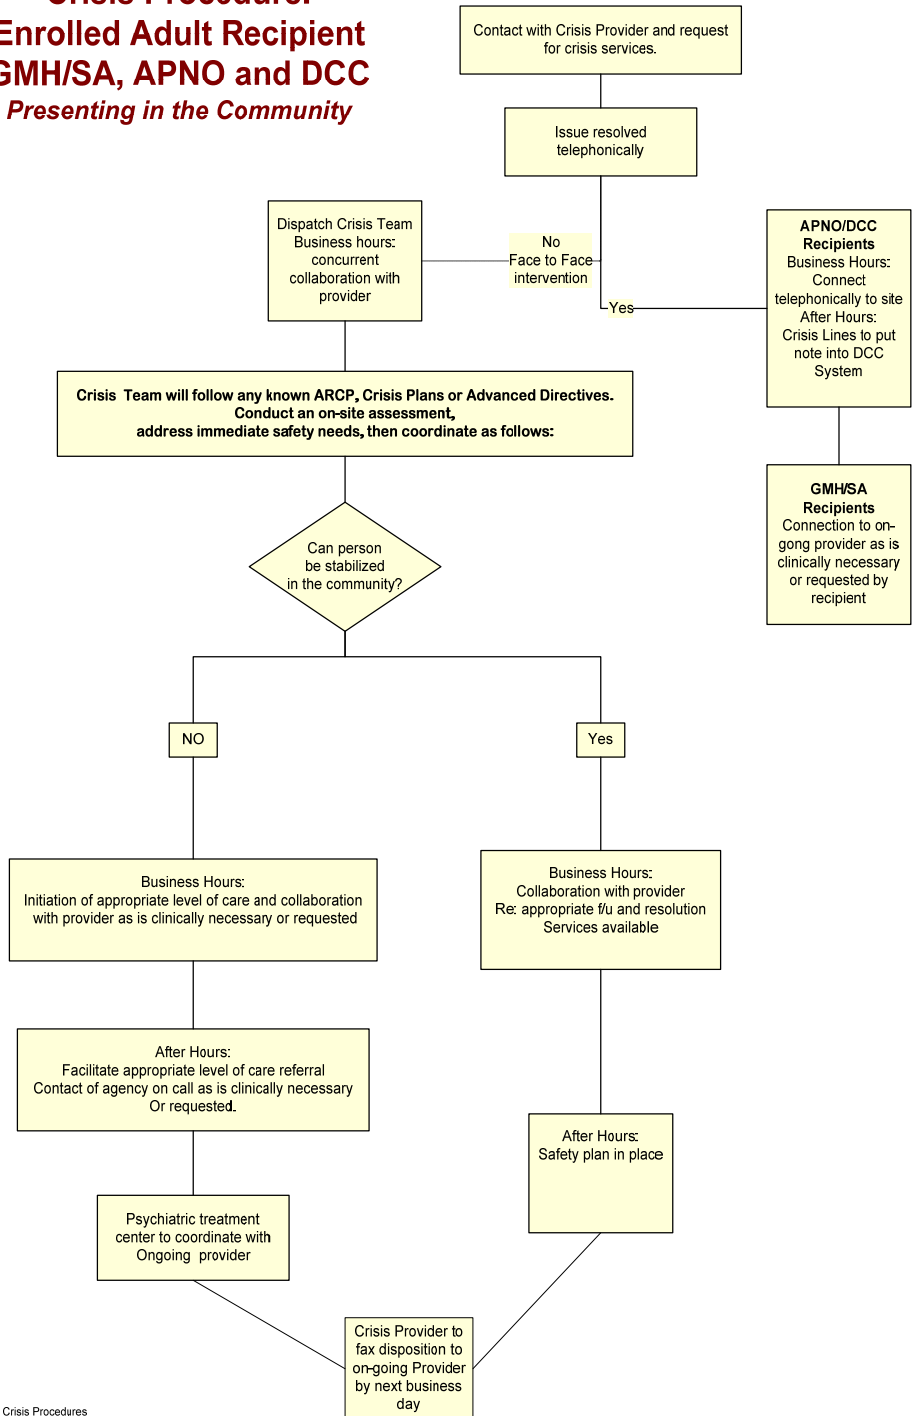 Crisis Procedure:
Enrolled Adult Recipient
GMH/SA, APNO and DCC
Presenting in the Community
Contact with Crisis Provider and request
for crisis services.
Issue resolved
telephonically
Dispatch Crisis Team
Business hours:
concurrent
collaboration with
provider
No
Face to Face
intervention
Yes
APNO/DCC
Recipients
Business Hours:
Connect
telephonically to site
After Hours:
Crisis Lines to put
note into DCC
System
Crisis Team will follow any known ARCP, Crisis Plans or Advanced Directives.
Conduct an on-site assessment,
address immediate safety needs, then coordinate as follows:
GMH/SA
Recipients
Connection to on-
gong provider as is
clinically necessary
or requested by
recipient
Can person
be stabilized
in the community?
NO
Yes
Business Hours:
Initiation of appropriate level of care and collaboration
with provider as is clinically necessary or requested
Business Hours:
Collaboration with provider
Re: appropriate f/u and resolution
Services available
After Hours:
Facilitate appropriate level of care referral
Contact of agency on call as is clinically necessary
Or requested.
After Hours:
Safety plan in place
Psychiatric treatment
center to coordinate with
Ongoing provider
Crisis Provider to
fax disposition to
on-going Provider
by next business
day
Crisis Procedures